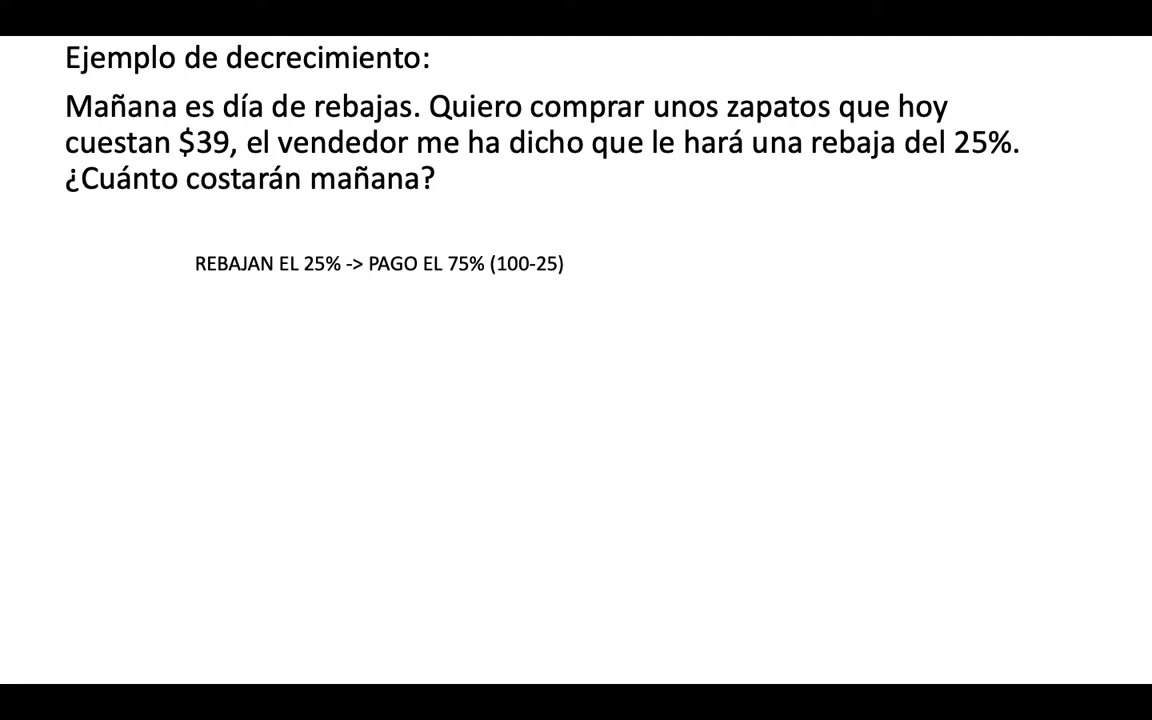 Ejemplo de decrecimiento:
Mañana es día de rebajas. Quiero comprar unos zapatos que hoy
cuestan $39, el vendedor me ha dicho que le hará una rebaja del 25%.
¿Cuánto costarán mañana?
REBAJAN EL 25% -> PAGO EL 75% (100-25)